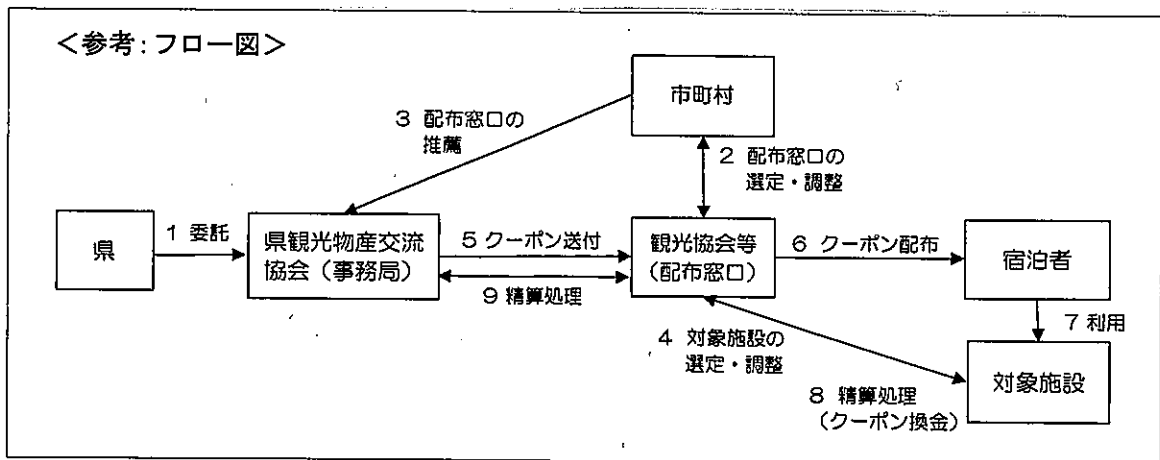 ＜参考：フロー図＞
市町村
3 配布窓口の
推薦
2 配布窓口の
選定・調整
県
1 委託
県観光物産交流
協会（事務局）
5 クーポン送付
9 精算処理
観光協会等
（配布窓口）
6 クーポン配布
宿泊者
7 利用
4 対象施設の
選定・調整
対象施設
8 精算処理
（クーポン換金）